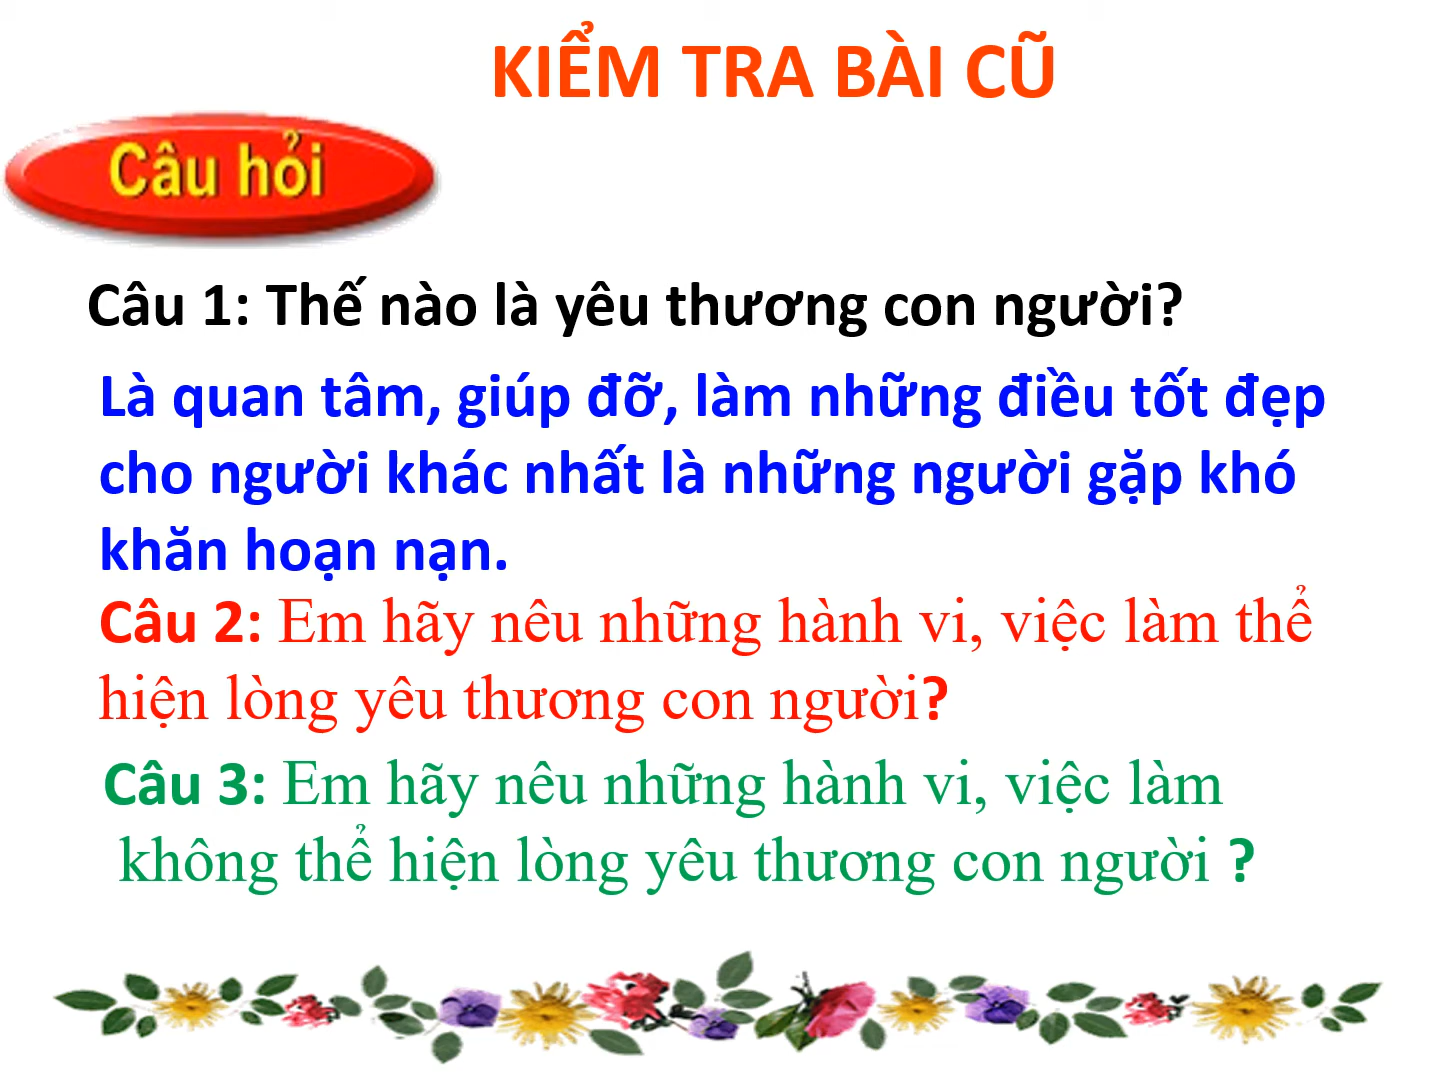 KIỂM TRA BÀI CŨ
Câu hỏi
Câu 1: Thế nào là yêu thương con người?
Là quan tâm, giúp đỡ, làm những điều tốt đẹp
cho người khác nhất là những người gặp khó
khăn hoạn nạn.
Câu 2: Em hãy nêu những hành vi, việc làm thể
hiện lòng yêu thương con người?
Câu 3: Em hãy nêu những hành vi, việc làm
không thể hiện lòng yêu thương con người ?